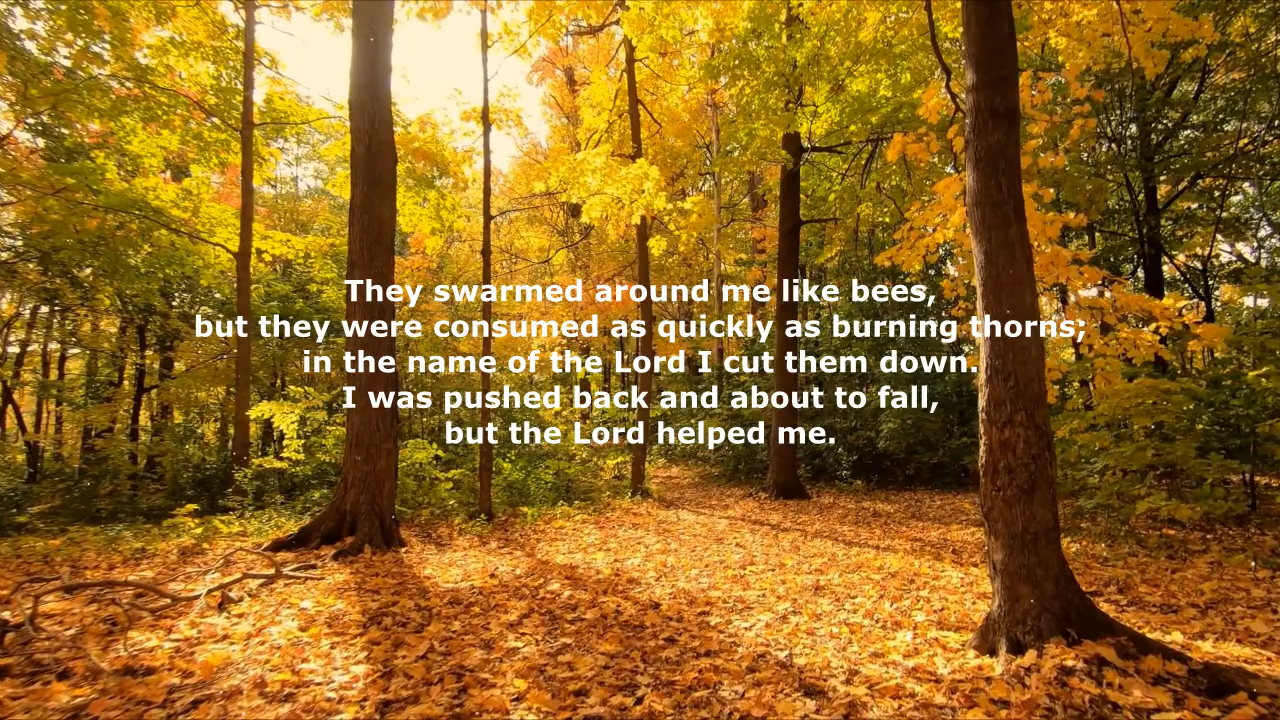 They swarmed around me like bees,
but they were consumed as quickly as burning thorns;
in the name of the Lord I cut them down.
I was pushed back and about to fall,
but the Lord helped me.